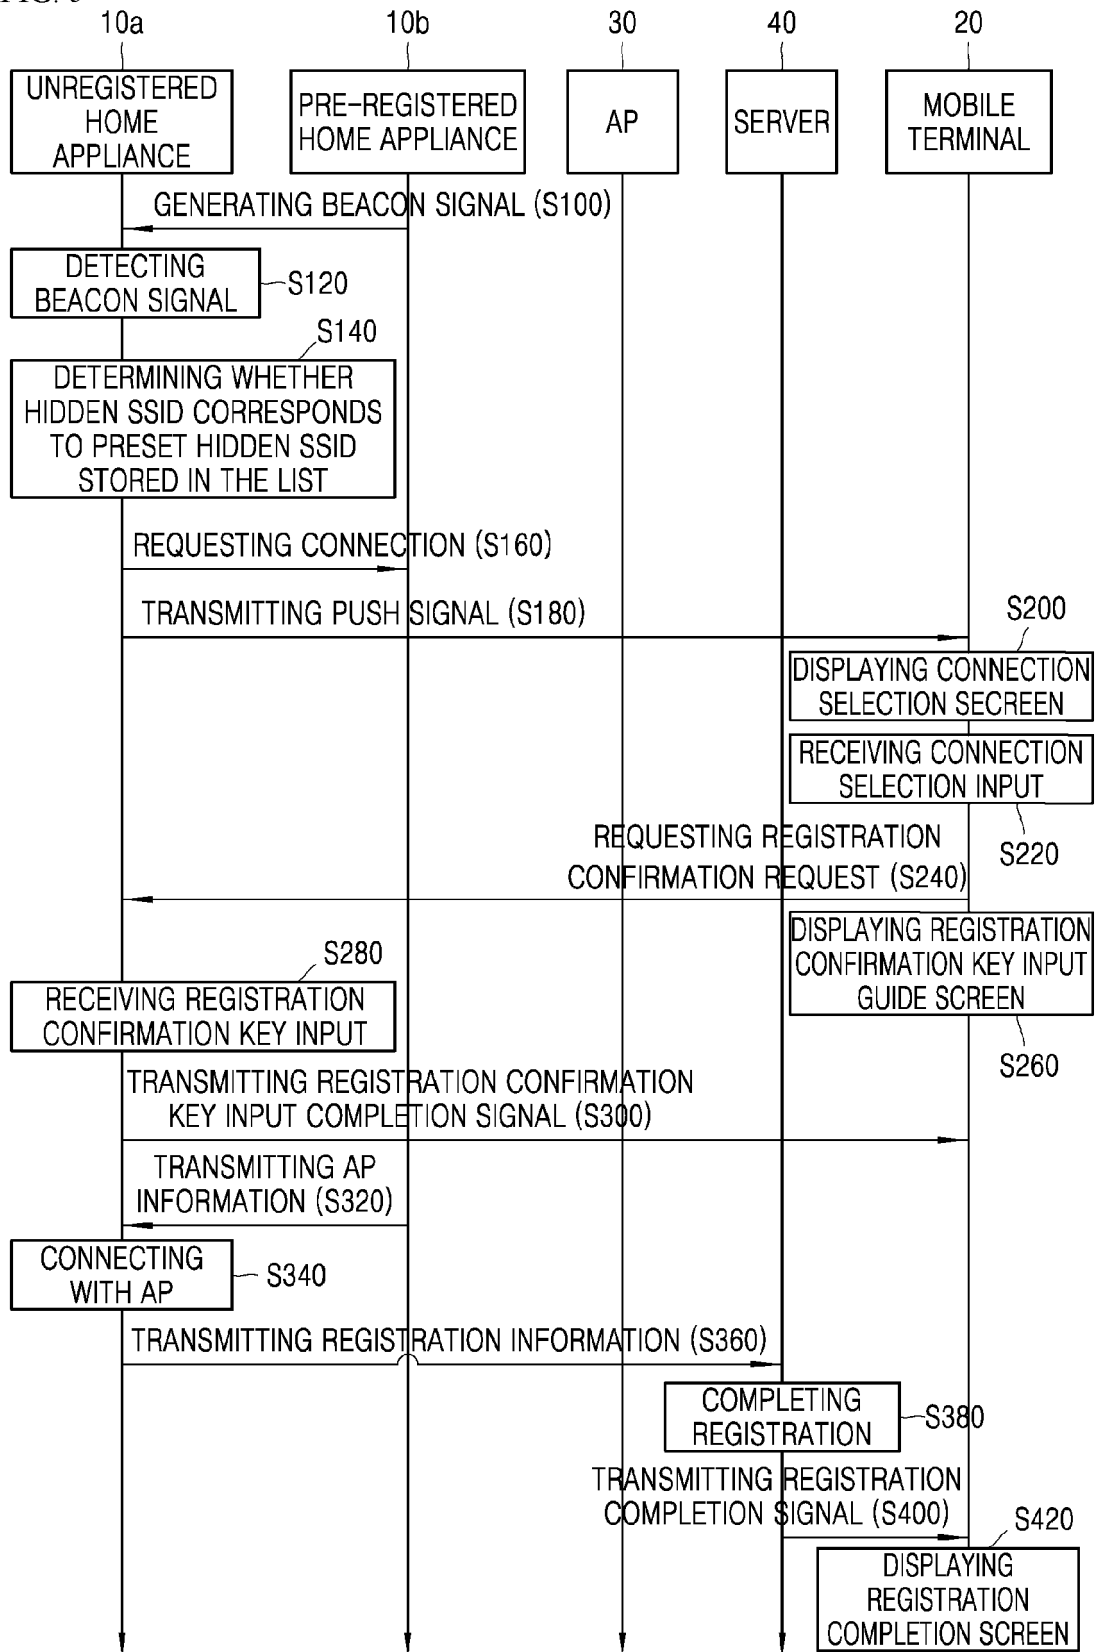 10a 10b 30 40 20
UNREGISTERED
HOME
APPLIANCE
PRE-REGISTERED
HOME APPLIANCE
AP
SERVER
MOBILE
TERMINAL
GENERATING BEACON SIGNAL (S100)
DETECTING
BEACON SIGNAL
S120
S140
DETERMINING WHETHER
HIDDEN SSID CORRESPONDS
TO PRESET HIDDEN SSID
STORED IN THE LIST
REQUESTING CONNECTION (S160)
TRANSMITTING PUSH SIGNAL (S180)
S200
DISPLAYING CONNECTION
SELECTION SECREEN
RECEIVING CONNECTION
SELECTION INPUT
S220
REQUESTING REGISTRATION
CONFIRMATION REQUEST (S240)
DISPLAYING REGISTRATION
CONFIRMATION KEY INPUT
GUIDE SCREEN
S260
S280
RECEIVING REGISTRATION
CONFIRMATION KEY INPUT
TRANSMITTING REGISTRATION CONFIRMATION
KEY INPUT COMPLETION SIGNAL (S300)
TRANSMITTING AP
INFORMATION (S320)
CONNECTING
WITH AP
S340
TRANSMITTING REGISTRATION INFORMATION (S360)
COMPLETING
REGISTRATION
S380
TRANSMITTING REGISTRATION
COMPLETION SIGNAL (S400)
S420
DISPLAYING
REGISTRATION
COMPLETION SCREEN